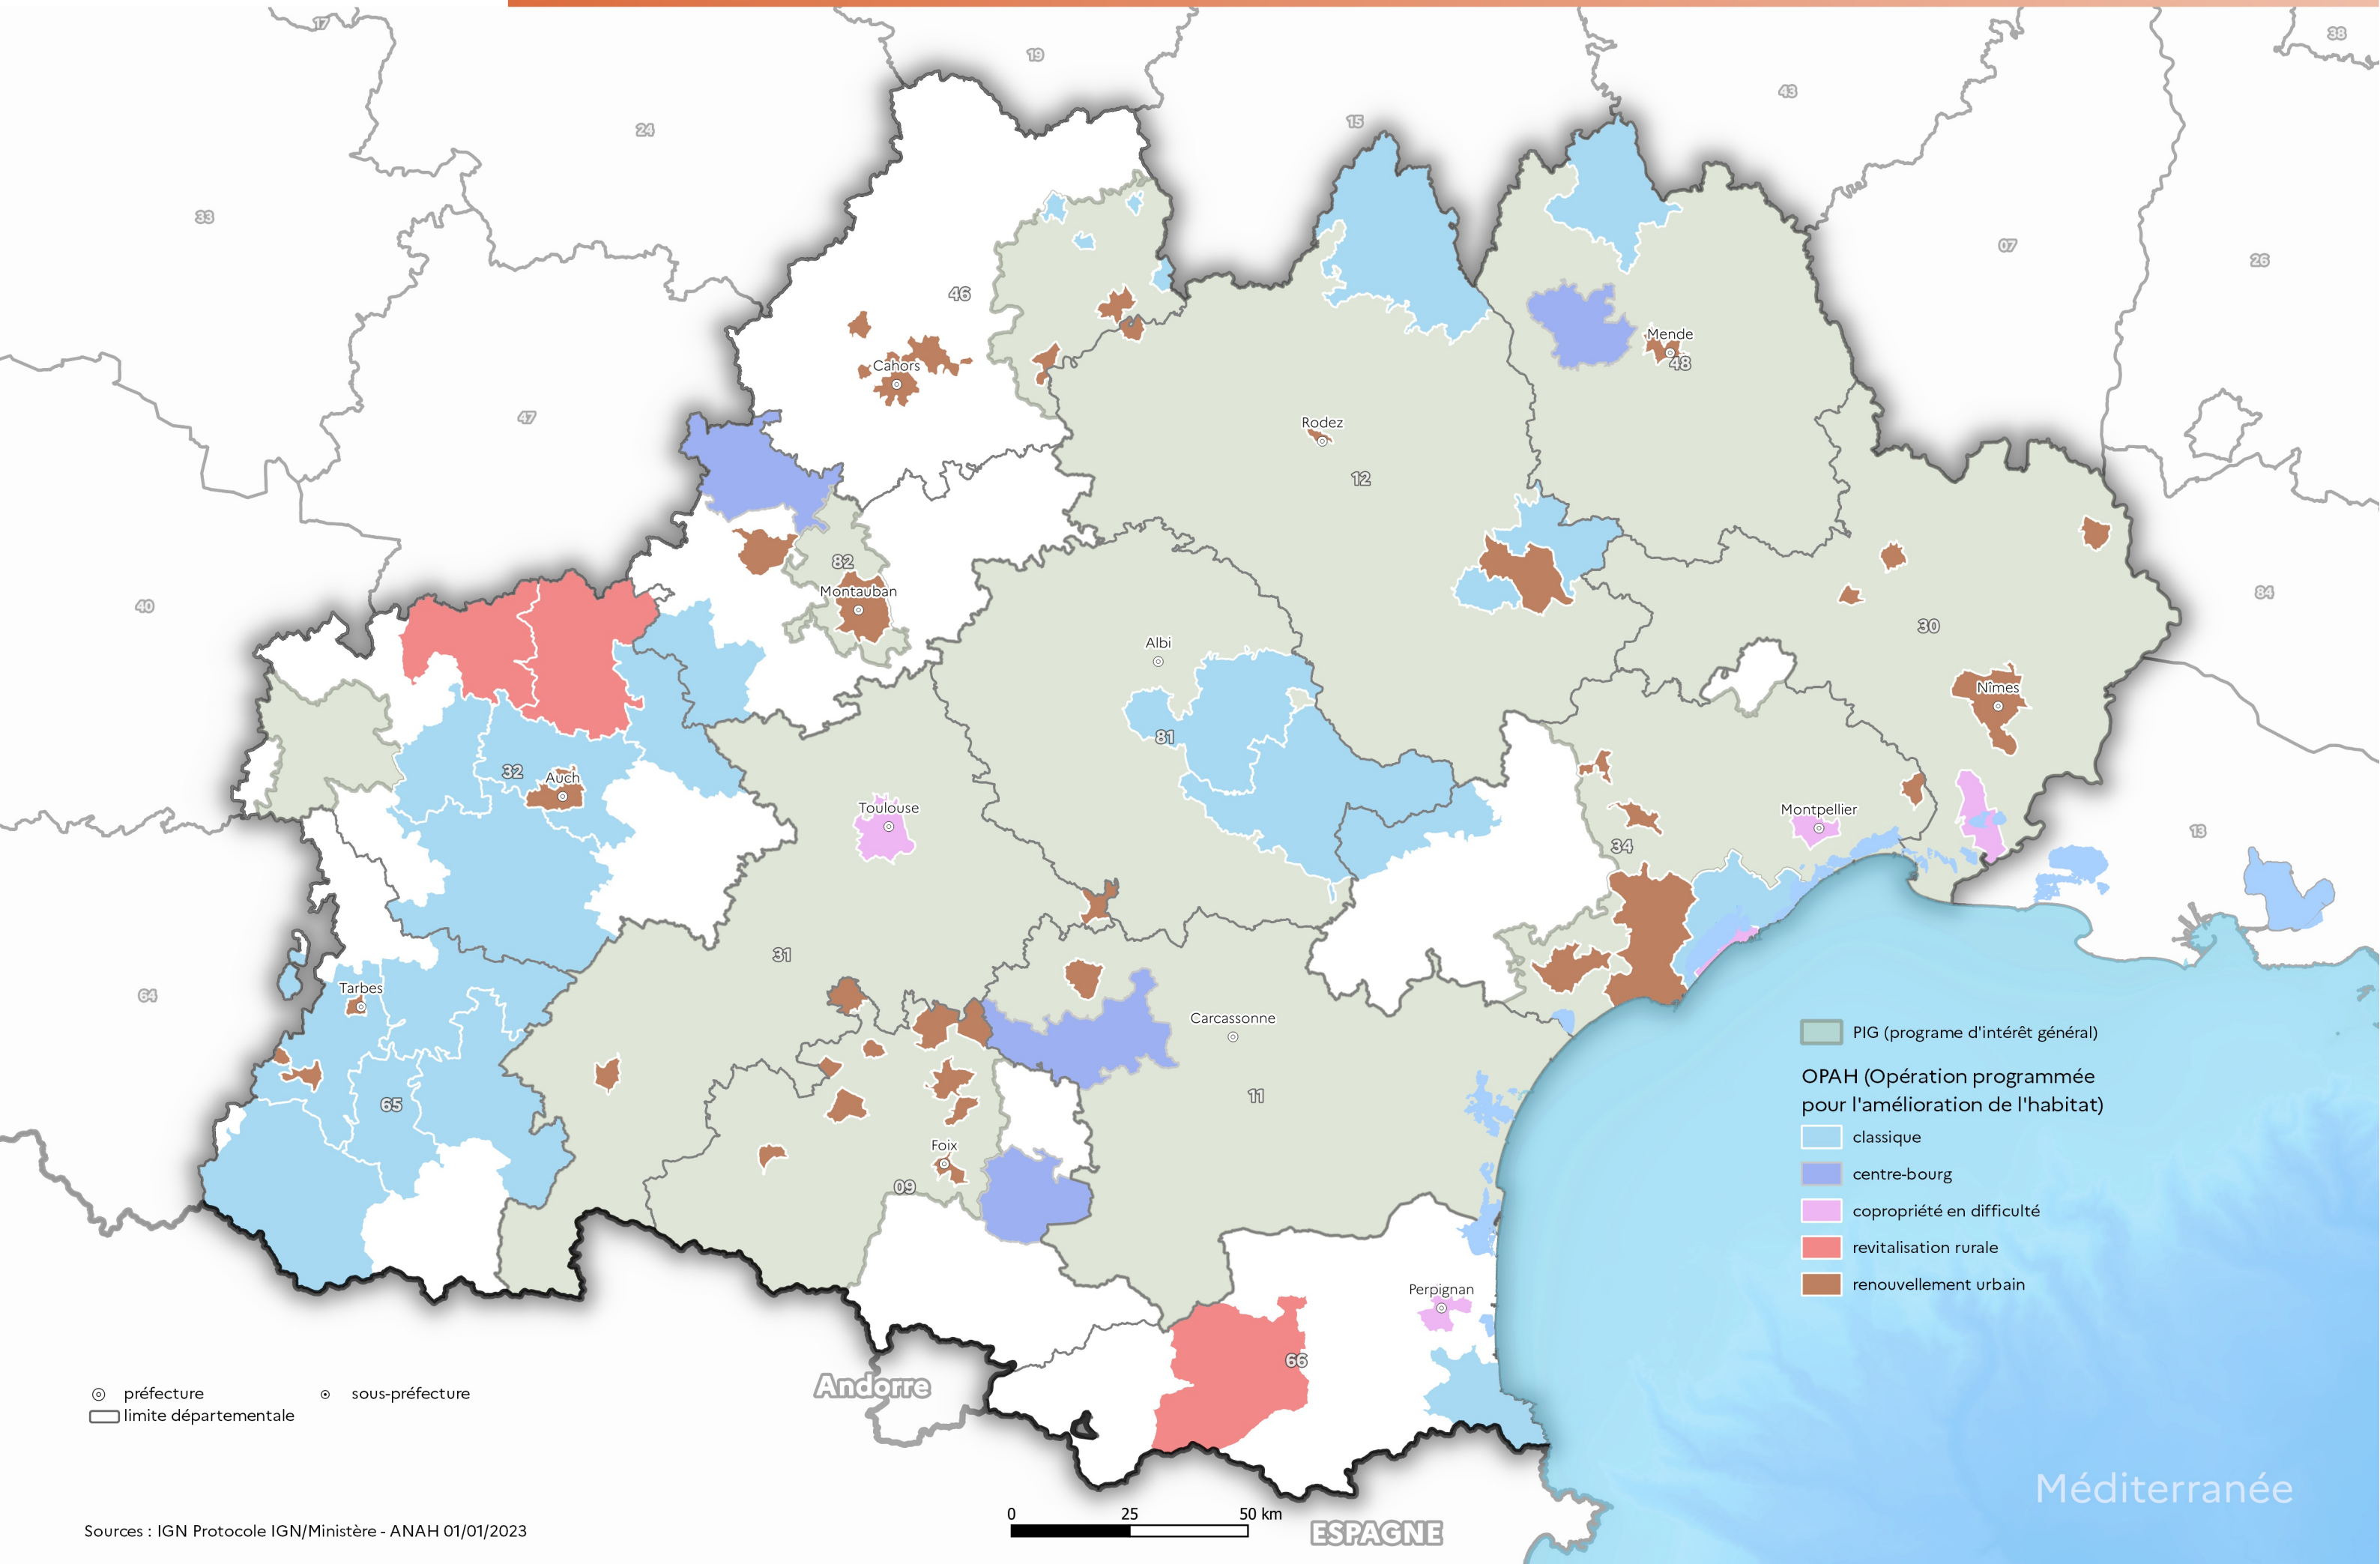 17
19
38
43
15
24
33
07
26
46
Mende
48
Cahors
47
Rodez
12
82
Montauban
40
84
30
Albi
Nîmes
81
32
Auch
Toulouse
Montpellier
13
34
31
Tarbes
64
Carcassonne
65
11
Foix
09
PIG (programe d'intérêt général)
OPAH (Opération programmée
pour l'amélioration de l'habitat)
classique
centre-bourg
copropriété en difficulté
revitalisation rurale
renouvellement urbain
Perpignan
66
Andorre
préfecture
sous-préfecture
limite départementale
Méditerranée
0 25 50 km
ESPAGNE
Sources : IGN Protocole IGN/Ministère - ANAH 01/01/2023